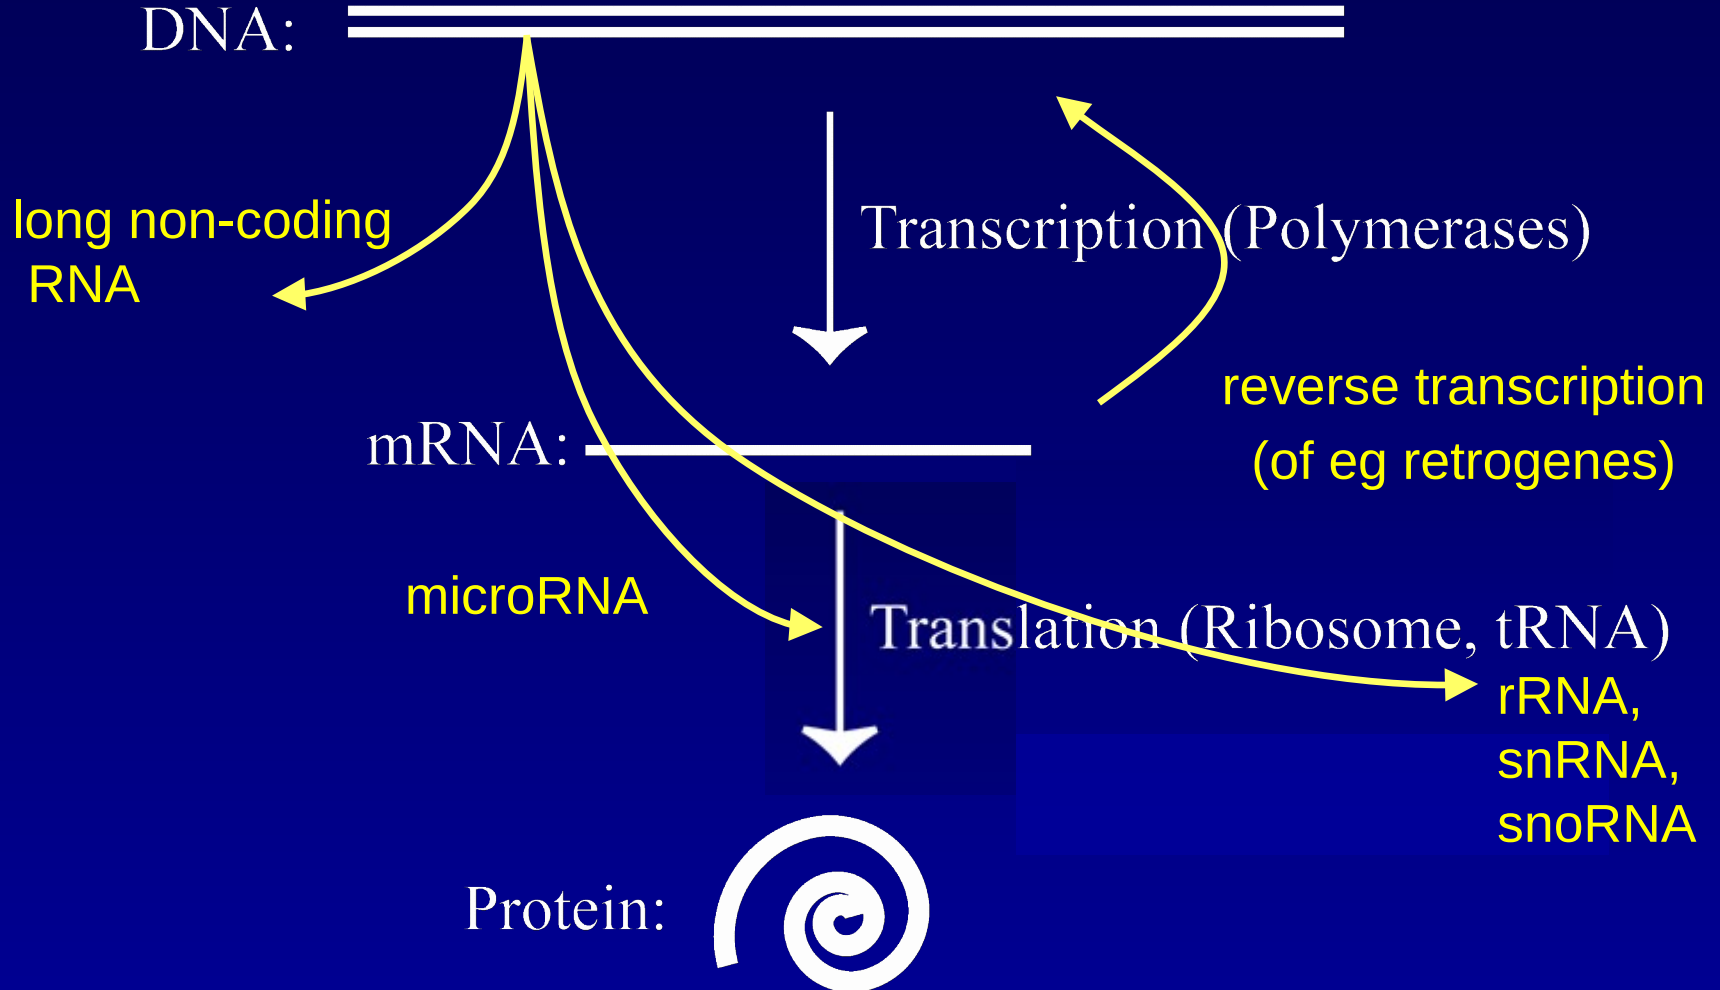 DNA:
long non-coding
RNA
Transcription (Polymerases)
reverse transcription
(of eg retrogenes)
mRNA:
microRNA
Translation (Ribosome, tRNA)
rRNA,
snRNA,
snoRNA
Protein: